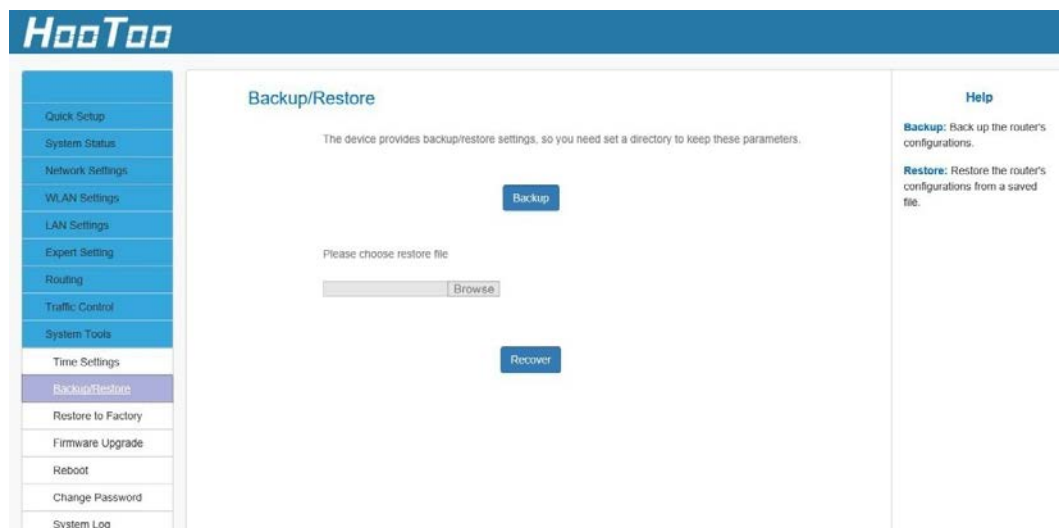 HooToo
Quick Setup
System Status
Network Settings
WLAN Settings
LAN Settings
Expert Setting
Routing
Traffic Control
System Tools
Time Settings
Backup/Restore
Restore to Factory
Firmware Upgrade
Reboot
Change Password
System Log
Backup/Restore
The device provides backup/restore settings, so you need set a directory to keep these parameters.
Backup
Please choose restore file
Browse
Recover
Help
Backup: Back up the router's
configurations.
Restore: Restore the router's
configurations from a saved
file.